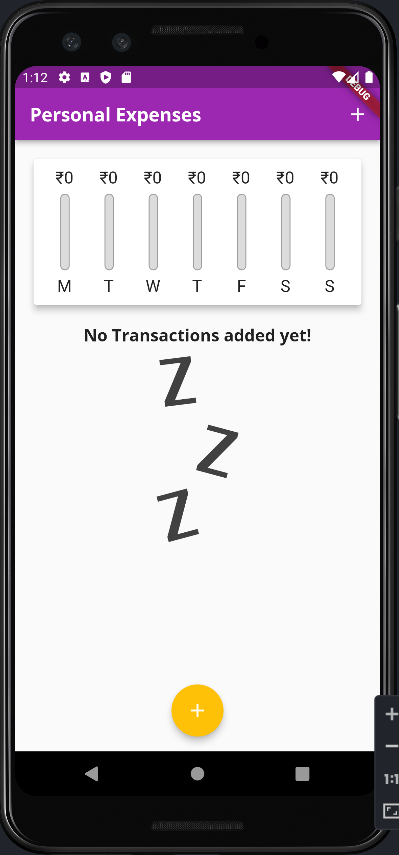 1:12
DEBUG
Personal Expenses +
₹0 ₹0 ₹0 ₹0 ₹0 ₹0 ₹0
M T W T F S S
No Transactions added yet!
Z
Z
Z
+
+
−
1:1